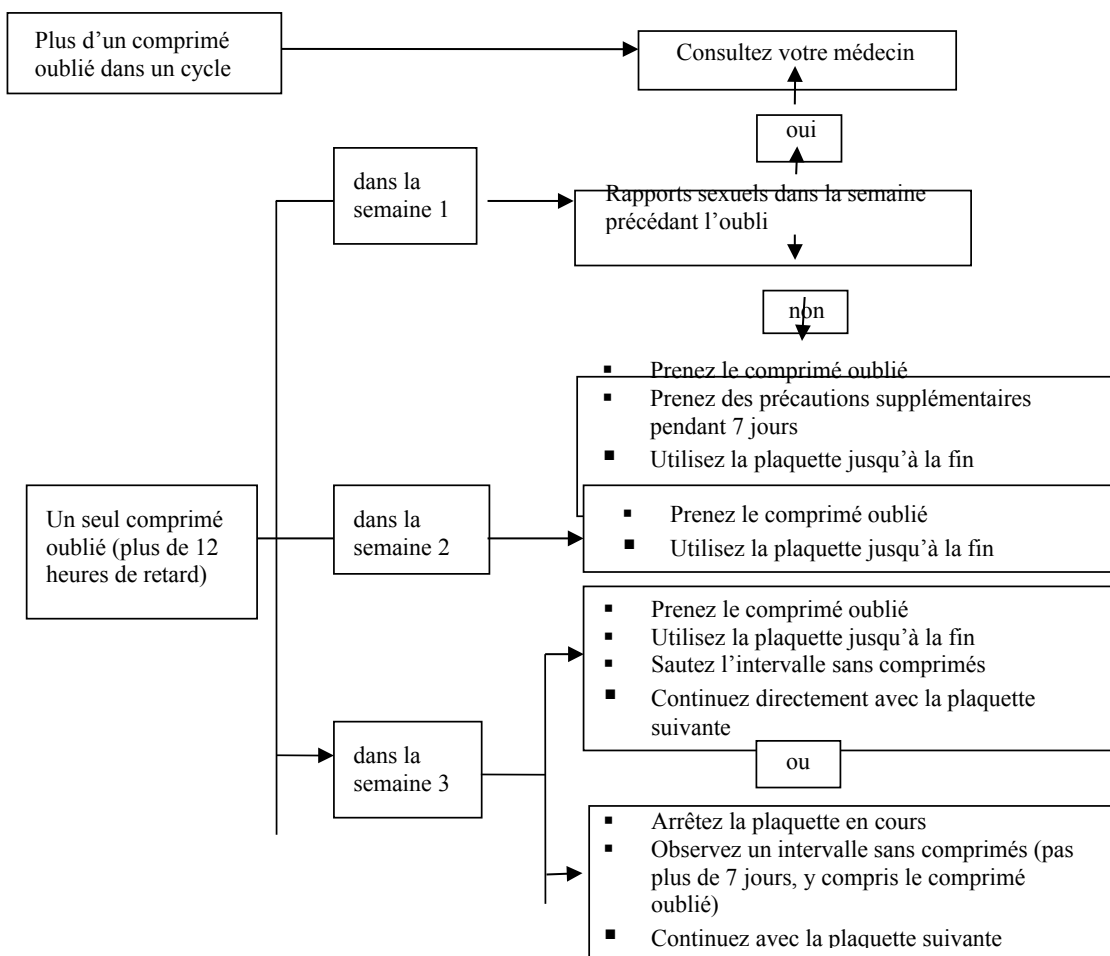 Plus d’un comprimé
oublié dans un cycle
Consultez votre médecin
oui
dans la
semaine 1
Rapports sexuels dans la semaine
précédant l’oubli
non
▪ Prenez le comprimé oublié
▪ Prenez des précautions supplémentaires
pendant 7 jours
▪ Utilisez la plaquette jusqu’à la fin
Un seul comprimé
oublié (plus de 12
heures de retard)
dans la
semaine 2
▪ Prenez le comprimé oublié
▪ Utilisez la plaquette jusqu’à la fin
▪ Prenez le comprimé oublié
▪ Utilisez la plaquette jusqu’à la fin
▪ Sautez l’intervalle sans comprimés
▪ Continuez directement avec la plaquette
suivante
dans la
semaine 3
ou
▪ Arrêtez la plaquette en cours
▪ Observez un intervalle sans comprimés (pas
plus de 7 jours, y compris le comprimé
oublié)
▪ Continuez avec la plaquette suivante